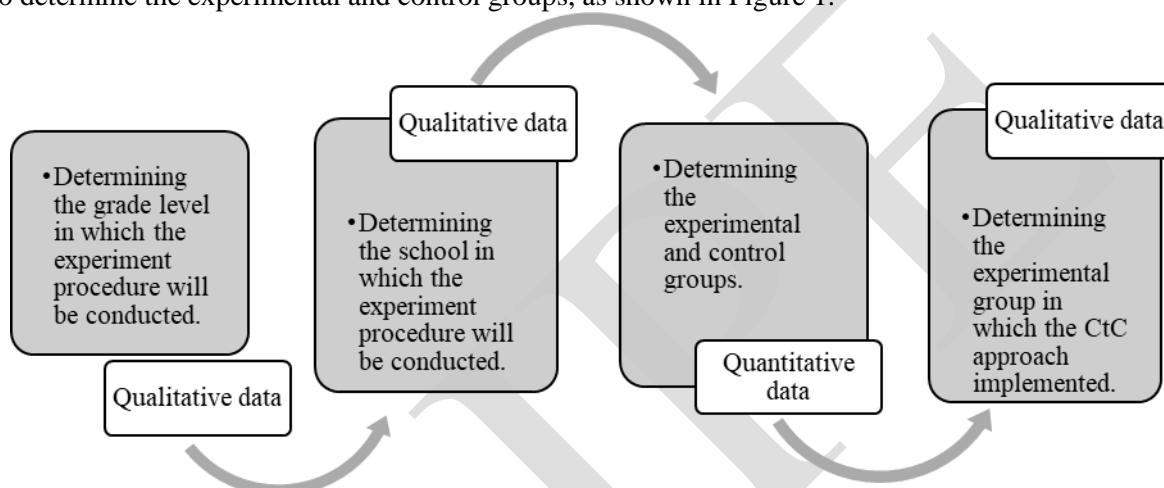 o determine the experimental and control groups, as shown in Figure 1.
•Determining
the grade level
in which the
experiment
procedure will
be conducted.
Qualitative data
Qualitative data
•Determining
the school in
which the
experiment
procedure will
be conducted.
•Determining
the
experimental
and control
groups.
Quantitative
data
Qualitative data
•Determining
the
experimental
group in
which the CtC
approach
implemented.